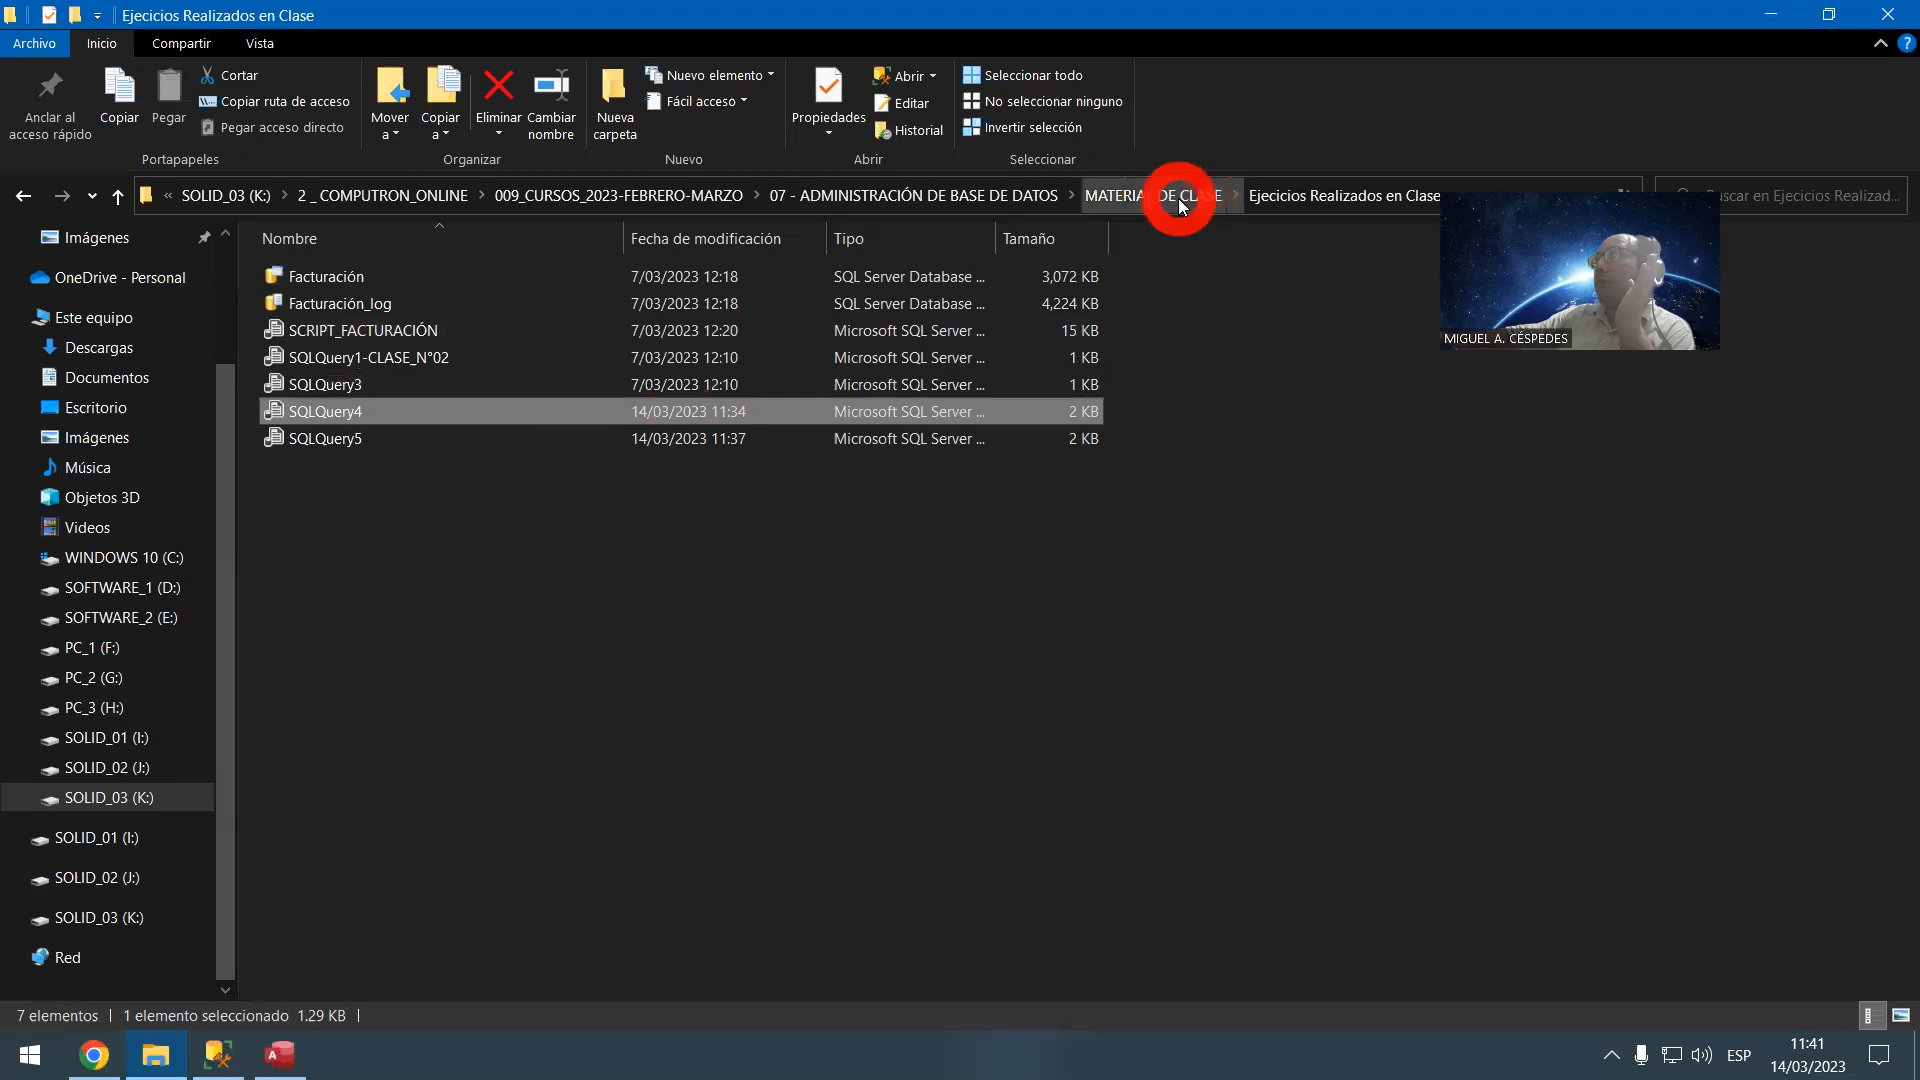 Ejecicios Realizados en Clase
Archivo Inicio Compartir Vista
Anclar al acceso rápido
Copiar
Pegar
Cortar
Copiar ruta de acceso
Pegar acceso directo
Portapapeles
Mover a
Copiar a
Eliminar
Cambiar nombre
Organizar
Nueva carpeta
Nuevo elemento
Fácil acceso
Nuevo
Propiedades
Abrir
Editar
Historial
Abrir
Seleccionar todo
No seleccionar ninguno
Invertir selección
Seleccionar
« SOLID_03 (K:) > 2 _ COMPUTRON_ONLINE > 009_CURSOS_2023-FEBRERO-MARZO > 07 - ADMINISTRACIÓN DE BASE DE DATOS > MATERIAL DE CLASE > Ejecicios Realizados en Clase
Buscar en Ejecicios Realizad...
Imágenes
OneDrive - Personal
Este equipo
Descargas
Documentos
Escritorio
Imágenes
Música
Objetos 3D
Videos
WINDOWS 10 (C:)
SOFTWARE_1 (D:)
SOFTWARE_2 (E:)
PC_1 (F:)
PC_2 (G:)
PC_3 (H:)
SOLID_01 (I:)
SOLID_02 (J:)
SOLID_03 (K:)
SOLID_01 (I:)
SOLID_02 (J:)
SOLID_03 (K:)
Red
Nombre Fecha de modificación Tipo Tamaño
Facturación 7/03/2023 12:18 SQL Server Database ... 3,072 KB
Facturación_log 7/03/2023 12:18 SQL Server Database ... 4,224 KB
SCRIPT_FACTURACIÓN 7/03/2023 12:20 Microsoft SQL Server ... 15 KB
SQLQuery1-CLASE_N°02 7/03/2023 12:10 Microsoft SQL Server ... 1 KB
SQLQuery3 7/03/2023 12:10 Microsoft SQL Server ... 1 KB
SQLQuery4 14/03/2023 11:34 Microsoft SQL Server ... 2 KB
SQLQuery5 14/03/2023 11:37 Microsoft SQL Server ... 2 KB
MIGUEL A. CÉSPEDES
7 elementos 1 elemento seleccionado 1.29 KB
ESP
11:41
14/03/2023